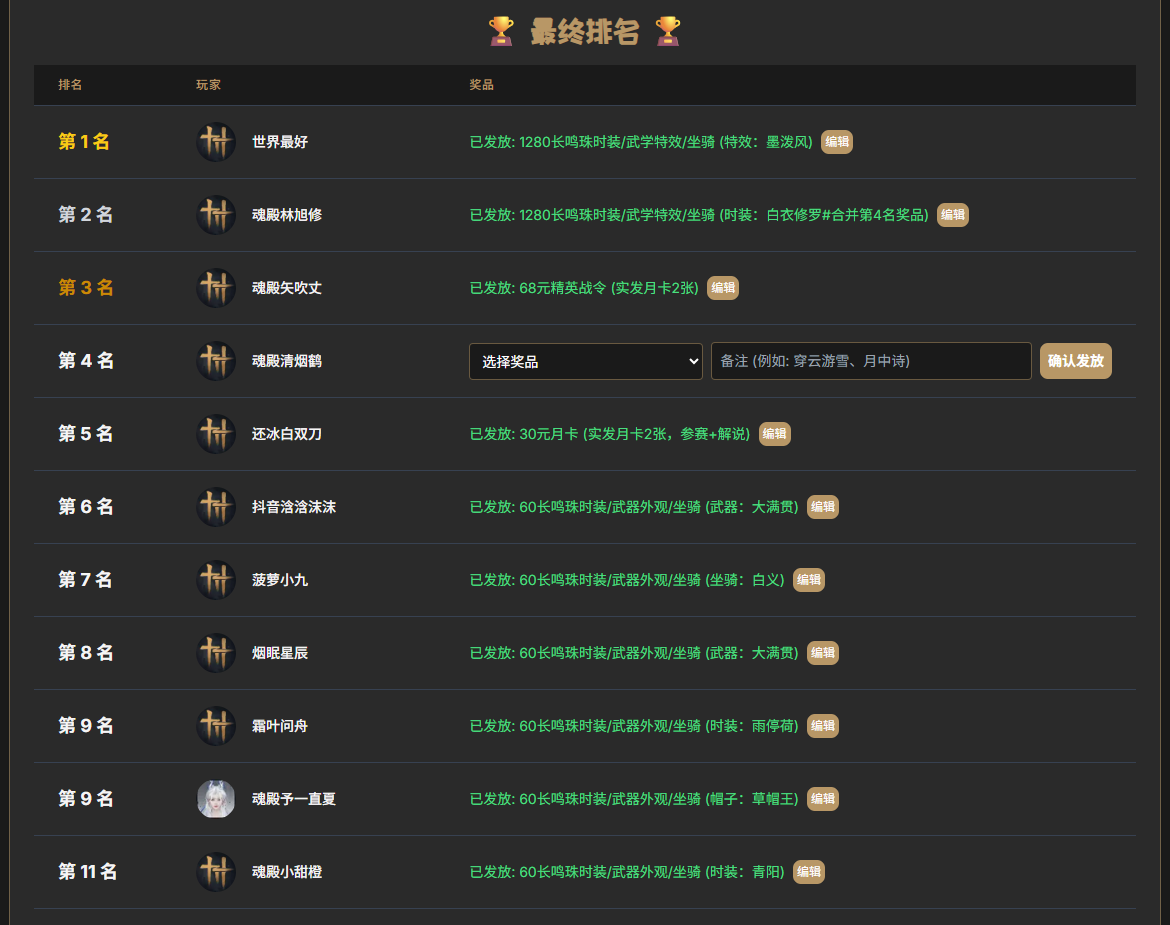 🏆 最终排名 🏆
排名 玩家 奖品
第 1 名 世界最好 已发放: 1280长鸣珠时装/武学特效/坐骑 (特效：墨泼风) 编辑
第 2 名 魂殿林旭修 已发放: 1280长鸣珠时装/武学特效/坐骑 (时装：白衣修罗#合并第4名奖品) 编辑
第 3 名 魂殿矢吹丈 已发放: 68元精英战令 (实发月卡2张) 编辑
第 4 名 魂殿清烟鹤 选择奖品 备注 (例如: 穿云游雪、月中诗) 确认发放
第 5 名 还冰白双刀 已发放: 30元月卡 (实发月卡2张，参赛+解说) 编辑
第 6 名 抖音浛浛沫沫 已发放: 60长鸣珠时装/武器外观/坐骑 (武器：大满贯) 编辑
第 7 名 菠萝小九 已发放: 60长鸣珠时装/武器外观/坐骑 (坐骑：白义) 编辑
第 8 名 烟眠星辰 已发放: 60长鸣珠时装/武器外观/坐骑 (武器：大满贯) 编辑
第 9 名 霜叶问舟 已发放: 60长鸣珠时装/武器外观/坐骑 (时装：雨停荷) 编辑
第 9 名 魂殿予一直夏 已发放: 60长鸣珠时装/武器外观/坐骑 (帽子：草帽王) 编辑
第 11 名 魂殿小甜橙 已发放: 60长鸣珠时装/武器外观/坐骑 (时装：青阳) 编辑